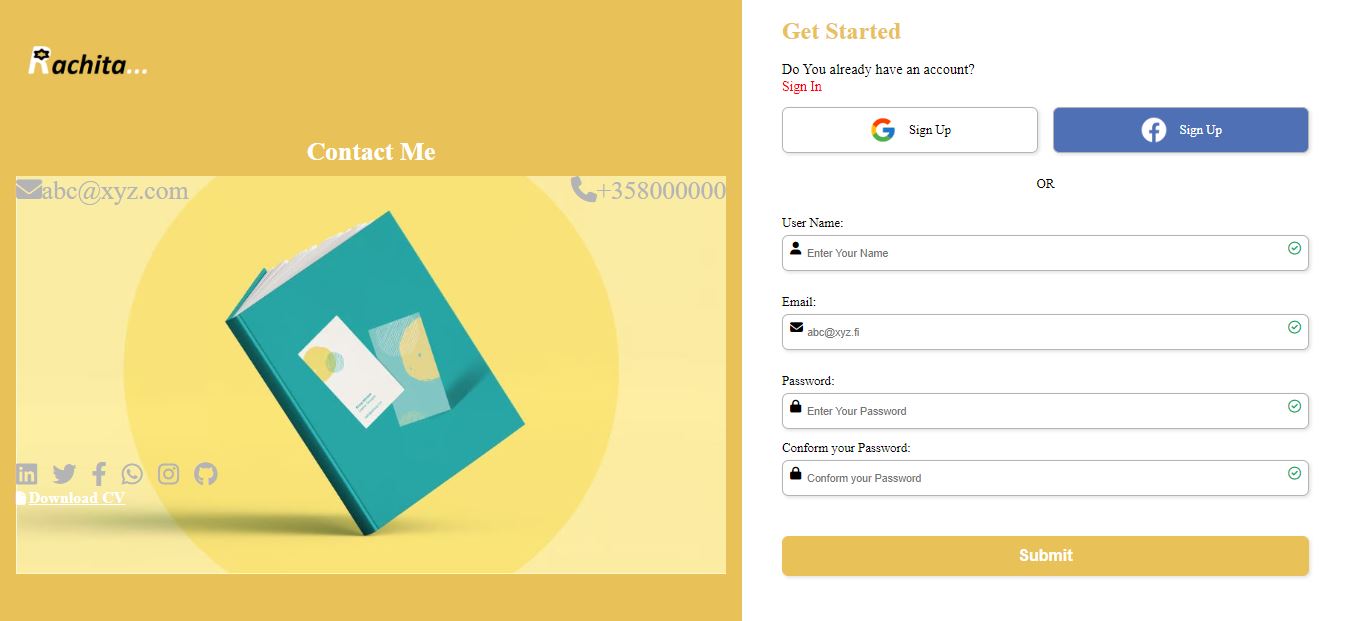 Rachita...
Contact Me
abc@xyz.com
+358000000
Download CV
Get Started
Do You already have an account?
Sign In
Sign Up
Sign Up
OR
User Name:
Enter Your Name
Email:
abc@xyz.fi
Password:
Enter Your Password
Conform your Password:
Conform your Password
Submit